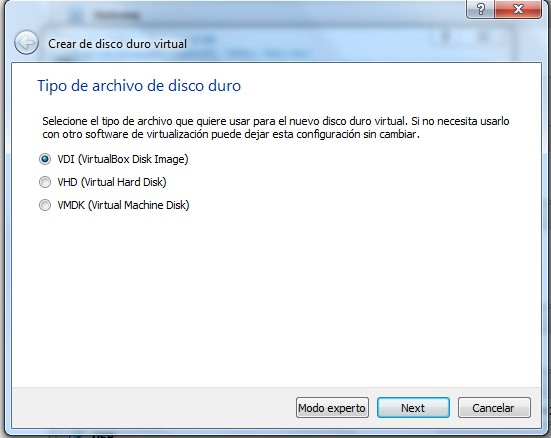 ?
X
Crear de disco duro virtual
Tipo de archivo de disco duro
Selecione el tipo de archivo que quiere usar para el nuevo disco duro virtual. Si no necesita usarlo
con otro software de virtualización puede dejar esta configuración sin cambiar.
VDI (VirtualBox Disk Image)
VHD (Virtual Hard Disk)
VMDK (Virtual Machine Disk)
Modo experto
Next
Cancelar